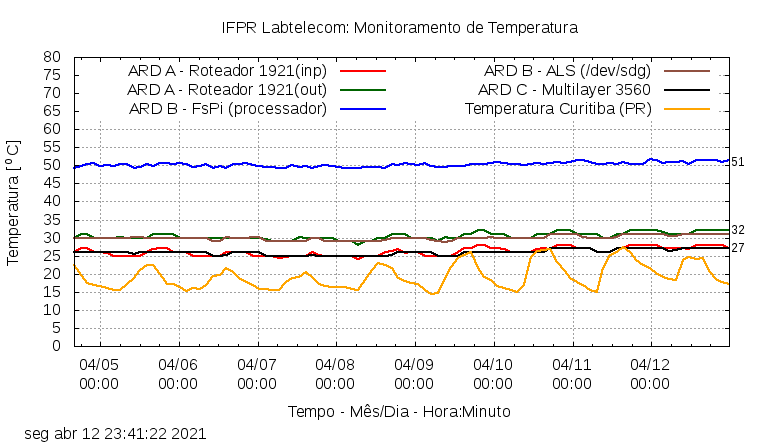 IFPR Labtelecom: Monitoramento de Temperatura
80
75
70
65
60
55
50
45
40
35
30
25
20
15
10
5
0
Temperatura [ºC]
ARD A - Roteador 1921(inp)
ARD A - Roteador 1921(out)
ARD B - FsPi (processador)
ARD B - ALS (/dev/sdg)
ARD C - Multilayer 3560
Temperatura Curitiba (PR)
51
32
27
04/05 04/06 04/07 04/08 04/09 04/10 04/11 04/12
00:00 00:00 00:00 00:00 00:00 00:00 00:00 00:00
Tempo - Mês/Dia - Hora:Minuto
seg abr 12 23:41:22 2021